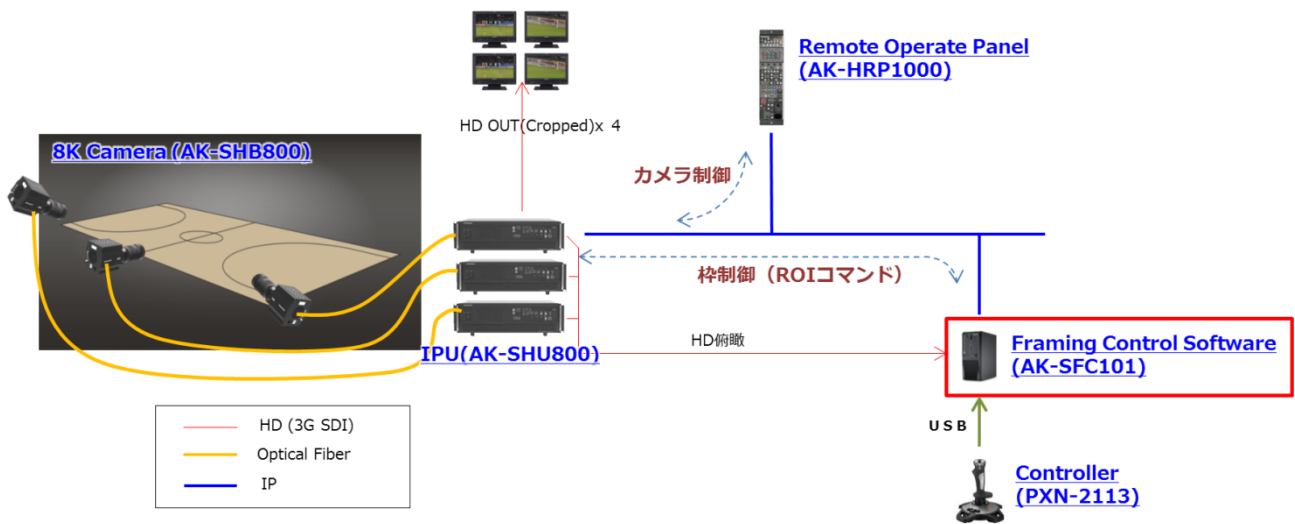 Remote Operate Panel
(AK-HRP1000)
HD OUT(Cropped)x 4
8K Camera (AK-SHB800)
カメラ制御
枠制御（ROIコマンド）
HD俯瞰
IPU(AK-SHU800)
Framing Control Software
(AK-SFC101)
ＵＳＢ
Controller
(PXN-2113)
HD (3G SDI)
Optical Fiber
IP